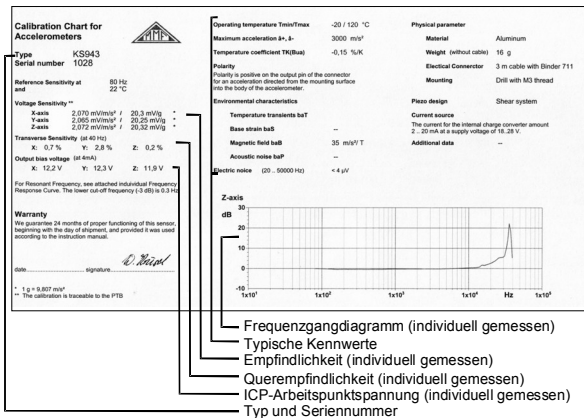 Calibration Chart for
Accelerometers
MMF
Type KS943
Serial number 1028
Reference Sensitivity at 80 Hz
and 22 °C
Voltage Sensitivity **
X-axis 2,070 mV/m/s² / 20,3 mV/g *
Y-axis 2,065 mV/m/s² / 20,25 mV/g *
Z-axis 2,072 mV/m/s² / 20,32 mV/g *
Transverse Sensitivity (at 40 Hz)
X: 0,7 % Y: 2,8 % Z: 0,2 %
Output bias voltage (at 4mA)
X: 12,2 V Y: 12,3 V Z: 11,9 V
For Resonant Frequency, see attached individual Frequency
Response Curve. The lower cut-off frequency (-3 dB) is 0.3 Hz
Warranty
We guarantee 24 months of proper functioning of this sensor,
beginning with the day of shipment, and provided it was used
according to the instruction manual.
date signature
* 1 g = 9,807 m/s²
** The calibration is traceable to the PTB
Operating temperature Tmin/Tmax -20 / 120 °C
Maximum acceleration â+, â- 3000 m/s²
Temperature coefficient TK(Bua) -0,15 %/K
Polarity
Polarity is positive on the output pin of the connector
for an acceleration directed from the mounting surface
into the body of the accelerometer.
Environmental characteristics
Temperature transients baT
Base strain baS --
Magnetic field baB 35 m/s²/ T
Acoustic noise baP --
Electric noice (20 .. 50000 Hz) < 4 µV
Physical parameter
Material Aluminum
Weight (without cable) 16 g
Electical Connerctor 3 m cable with Binder 711
Mounting Drill with M3 thread
Piezo design Shear system
Current source
The current for the internal charge converter amount
2 .. 20 mA at a supply voltage of 18..28 V.
Additional data --
Z-axis
dB
30
20
10
0
-10
1x10¹ 1x10² 1x10³ 1x10⁴ Hz 1x10⁵
Frequenzgangdiagramm (individuell gemessen)
Typische Kennwerte
Empfindlichkeit (individuell gemessen)
Querempfindlichkeit (individuell gemessen)
ICP-Arbeitspunktspannung (individuell gemessen)
Typ und Seriennummer